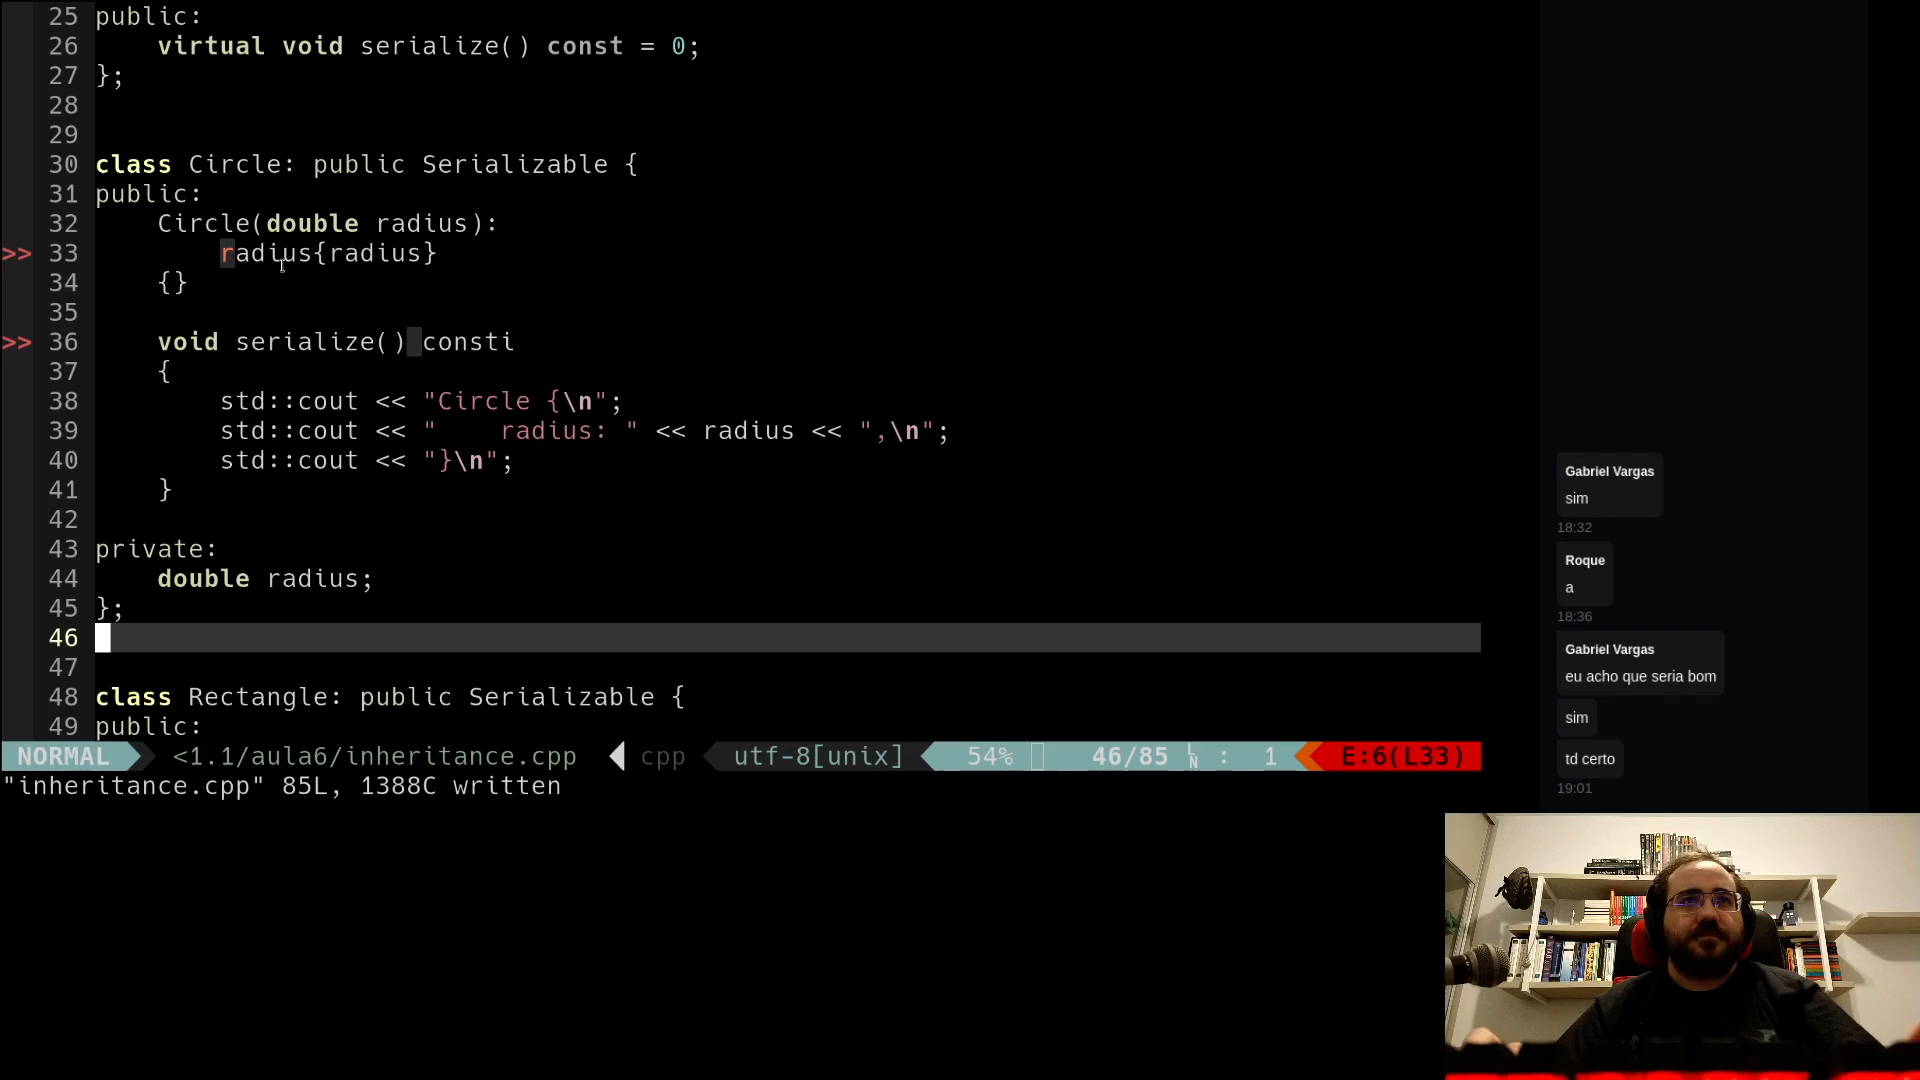 25 public:
26     virtual void serialize() const = 0;
27 };
28
29
30 class Circle: public Serializable {
31 public:
32     Circle(double radius):
>> 33         radius{radius}
34     {}
35
>> 36     void serialize() consti
37     {
38         std::cout << "Circle {\n";
39         std::cout << "    radius: " << radius << ",\n";
40         std::cout << "}\n";
41     }
42
43 private:
44     double radius;
45 };
46
47
48 class Rectangle: public Serializable {
49 public:
NORMAL <1.1/aula6/inheritance.cpp cpp utf-8[unix] 54% 46/85 LN : 1 E:6(L33)
"inheritance.cpp" 85L, 1388C written
Gabriel Vargas
sim
18:32
Roque
a
18:36
Gabriel Vargas
eu acho que seria bom
sim
td certo
19:01